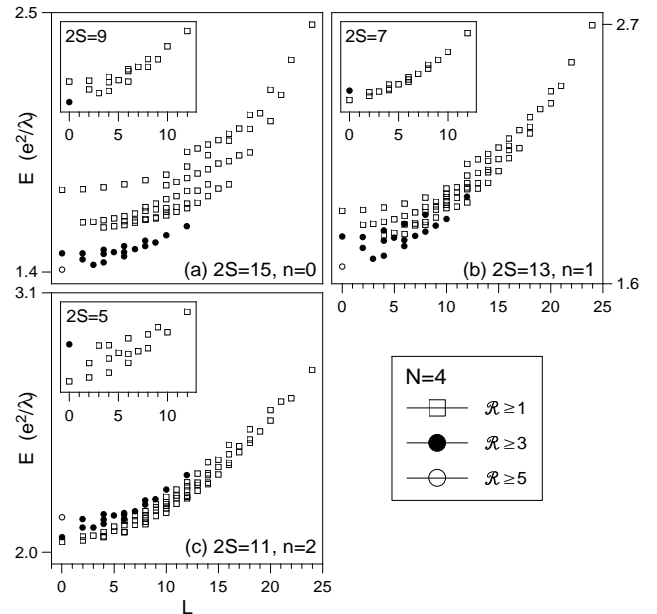 2.5
2S=9
0 5 10
E (e²/λ)
1.4
(a) 2S=15, n=0
2S=7
0 5 10
2.7
(b) 2S=13, n=1
1.6
0 5 10 15 20 25
3.1
2S=5
0 5 10
E (e²/λ)
2.0
(c) 2S=11, n=2
0 5 10 15 20 25
L
N=4
ℛ≥1
ℛ≥3
ℛ≥5